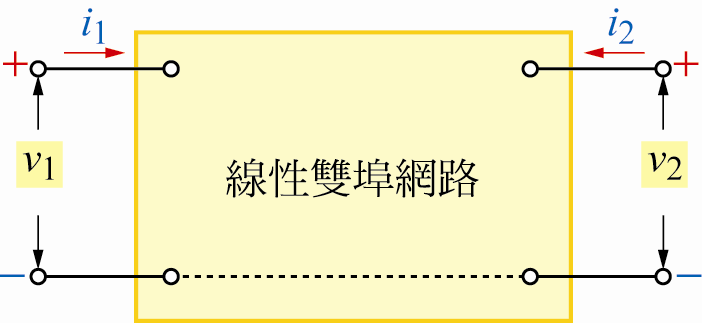 i1 i2
+ +
v1 線性雙埠網路 v2
− −